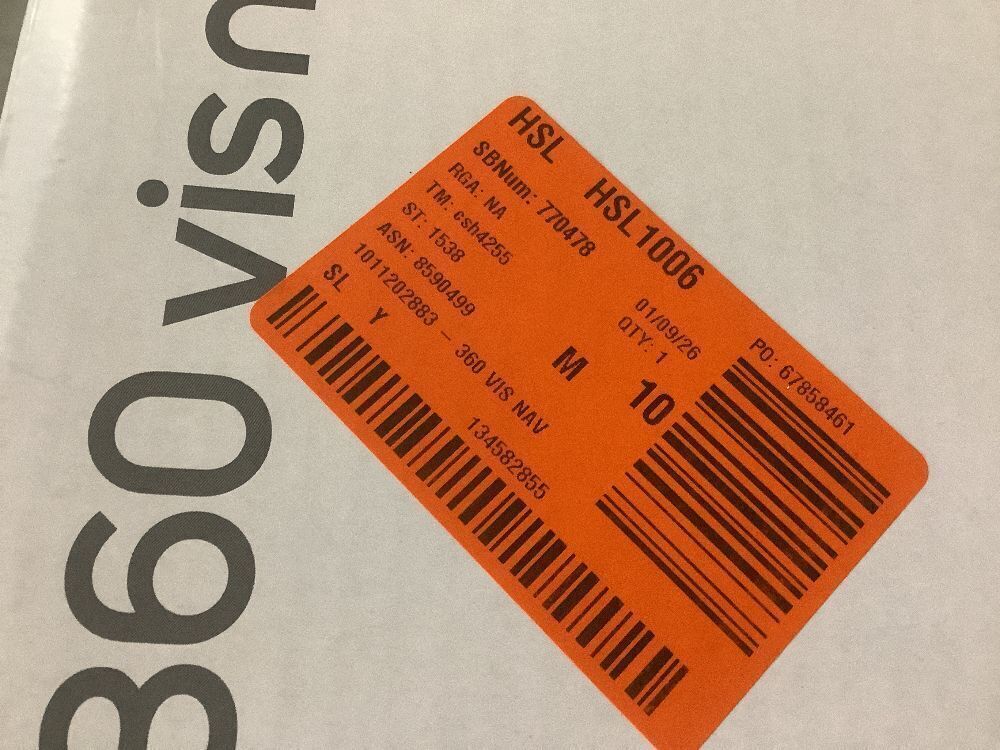 360 vis n
HSL HSL1006
SBNum: 770478
RGA: NA 01/09/26 PO: 67858461
TM: csh4255 QTY: 1
ST: 1538
ASN: 8590499 M 10
1011202883 – 360 VIS NAV
SL Y 134582855